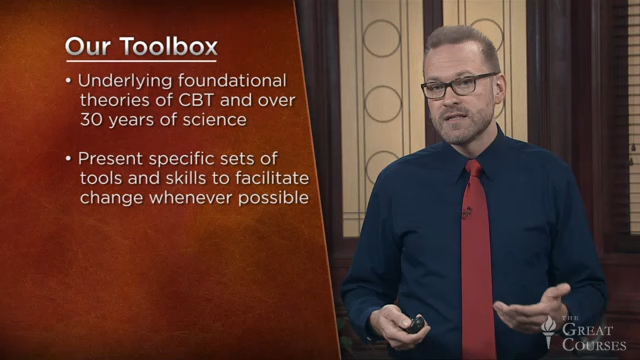 Our Toolbox
• Underlying foundational
theories of CBT and over
30 years of science
• Present specific sets of
tools and skills to facilitate
change whenever possible
THE
GREAT
COURSES